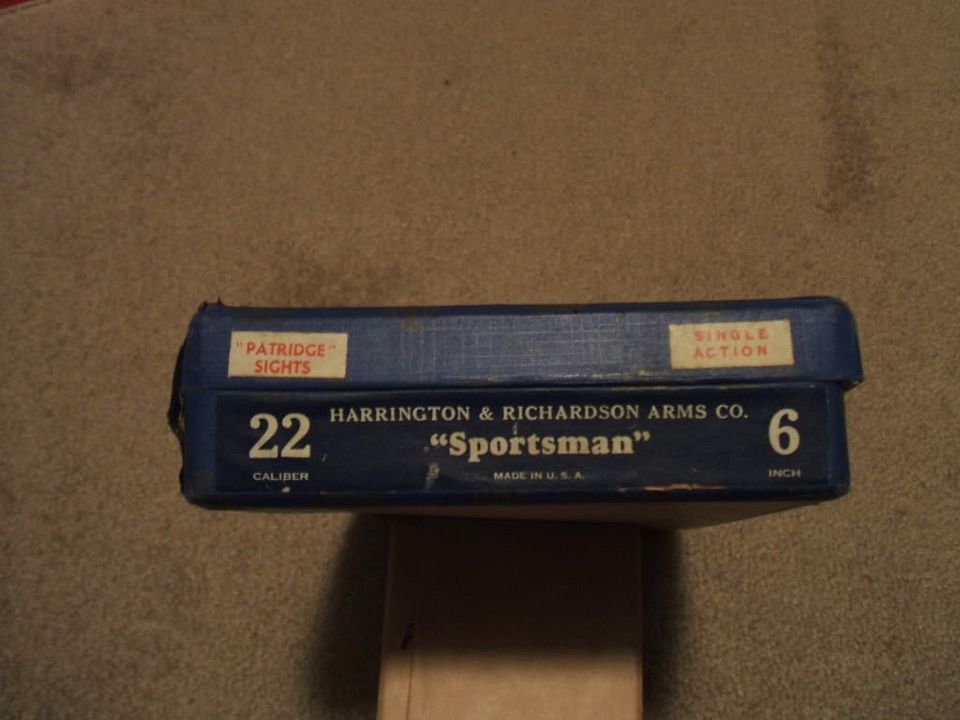 "PATRIDGE"
SIGHTS
SINGLE
ACTION
22
CALIBER
HARRINGTON & RICHARDSON ARMS CO.
"Sportsman"
MADE IN U. S. A.
6
INCH